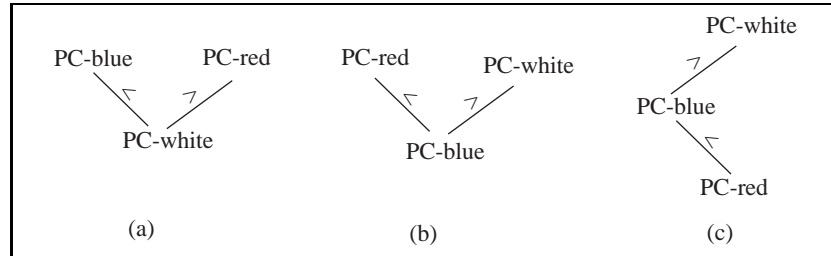 PC-blue
PC-red
PC-white
(a)
PC-red
PC-white
PC-blue
(b)
PC-white
PC-blue
PC-red
(c)